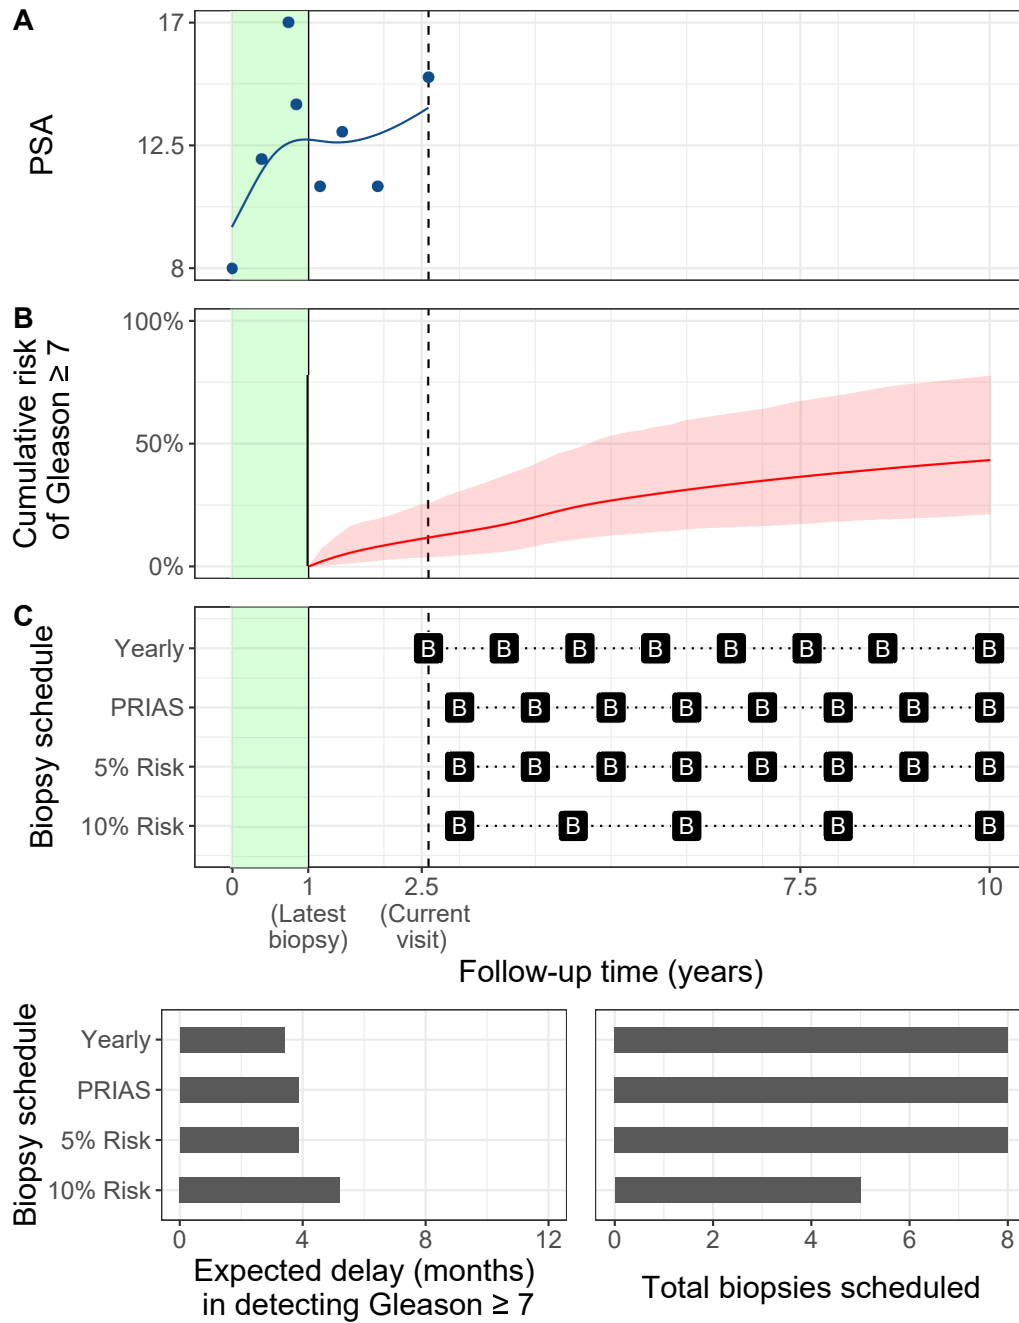 A
17
12.5
8
PSA
B
100%
50%
0%
Cumulative risk
of Gleason ≥ 7
C
Yearly
B B B B B B B B
PRIAS
B B B B B B B B
5% Risk
B B B B B B B B
10% Risk
B B B B B
Biopsy schedule
0 1 2.5 7.5 10
(Latest (Current
biopsy) visit)
Follow-up time (years)
Biopsy schedule
Yearly
PRIAS
5% Risk
10% Risk
0 4 8 12
Expected delay (months)
in detecting Gleason ≥ 7
0 2 4 6 8
Total biopsies scheduled